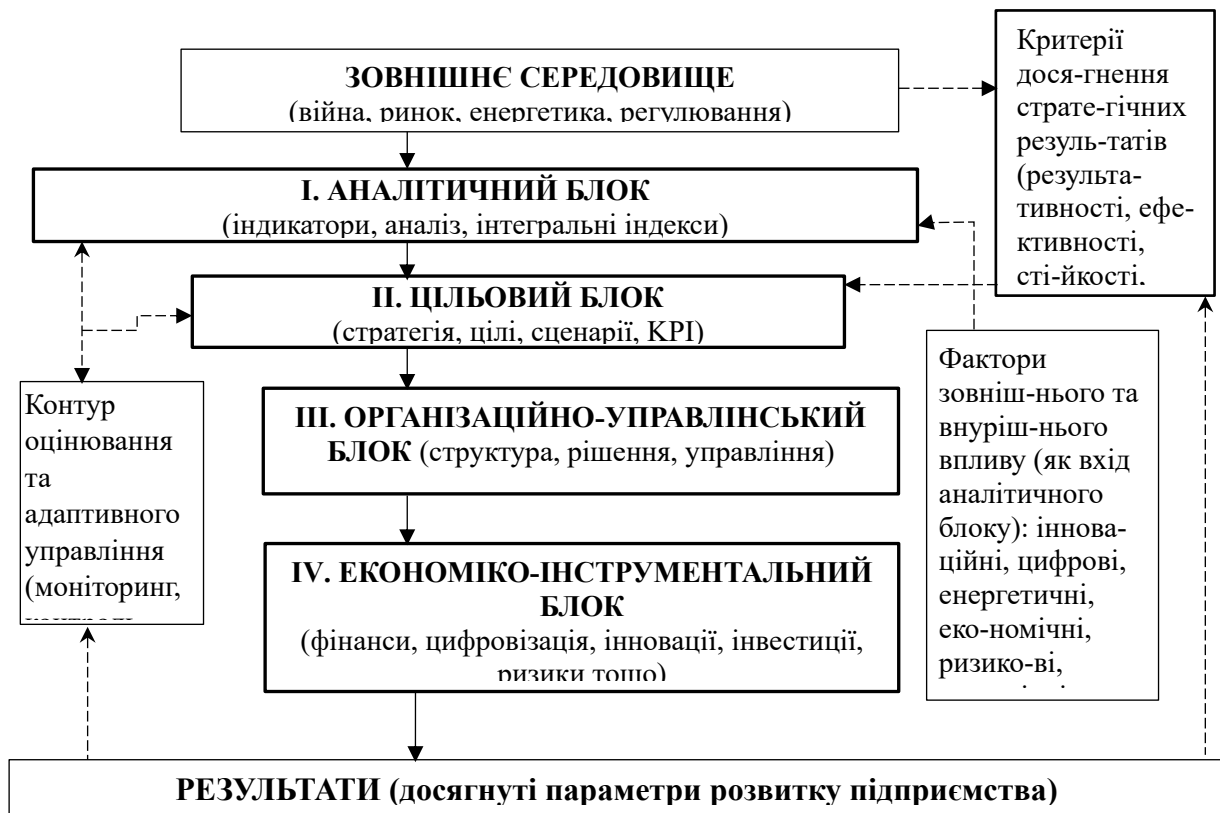 ЗОВНІШНЄ СЕРЕДОВИЩЕ
(війна, ринок, енергетика, регулювання)
Критерії
дося-гнення
страте-гічних
резуль-татів
(результа-
тивності, ефе-
ективності,
сті-йкості,
І. АНАЛІТИЧНИЙ БЛОК
(індикатори, аналіз, інтегральні індекси)
ІІ. ЦІЛЬОВИЙ БЛОК
(стратегія, цілі, сценарії, KPI)
Контур
оцінювання
та
адаптивного
управління
(моніторинг,
ІІІ. ОРГАНІЗАЦІЙНО-УПРАВЛІНСЬКИЙ
БЛОК (структура, рішення, управління)
Фактори
зовніш-нього та
внуріш-нього
впливу (як вхід
аналітичного
блоку): іннова-
ційні, цифрові,
енергетичні,
еко-номічні,
ризико-ві,
IV. ЕКОНОМІКО-ІНСТРУМЕНТАЛЬНИЙ
БЛОК
(фінанси, цифровізація, інновації, інвестиції,
ризики тощо)
РЕЗУЛЬТАТИ (досягнуті параметри розвитку підприємства)